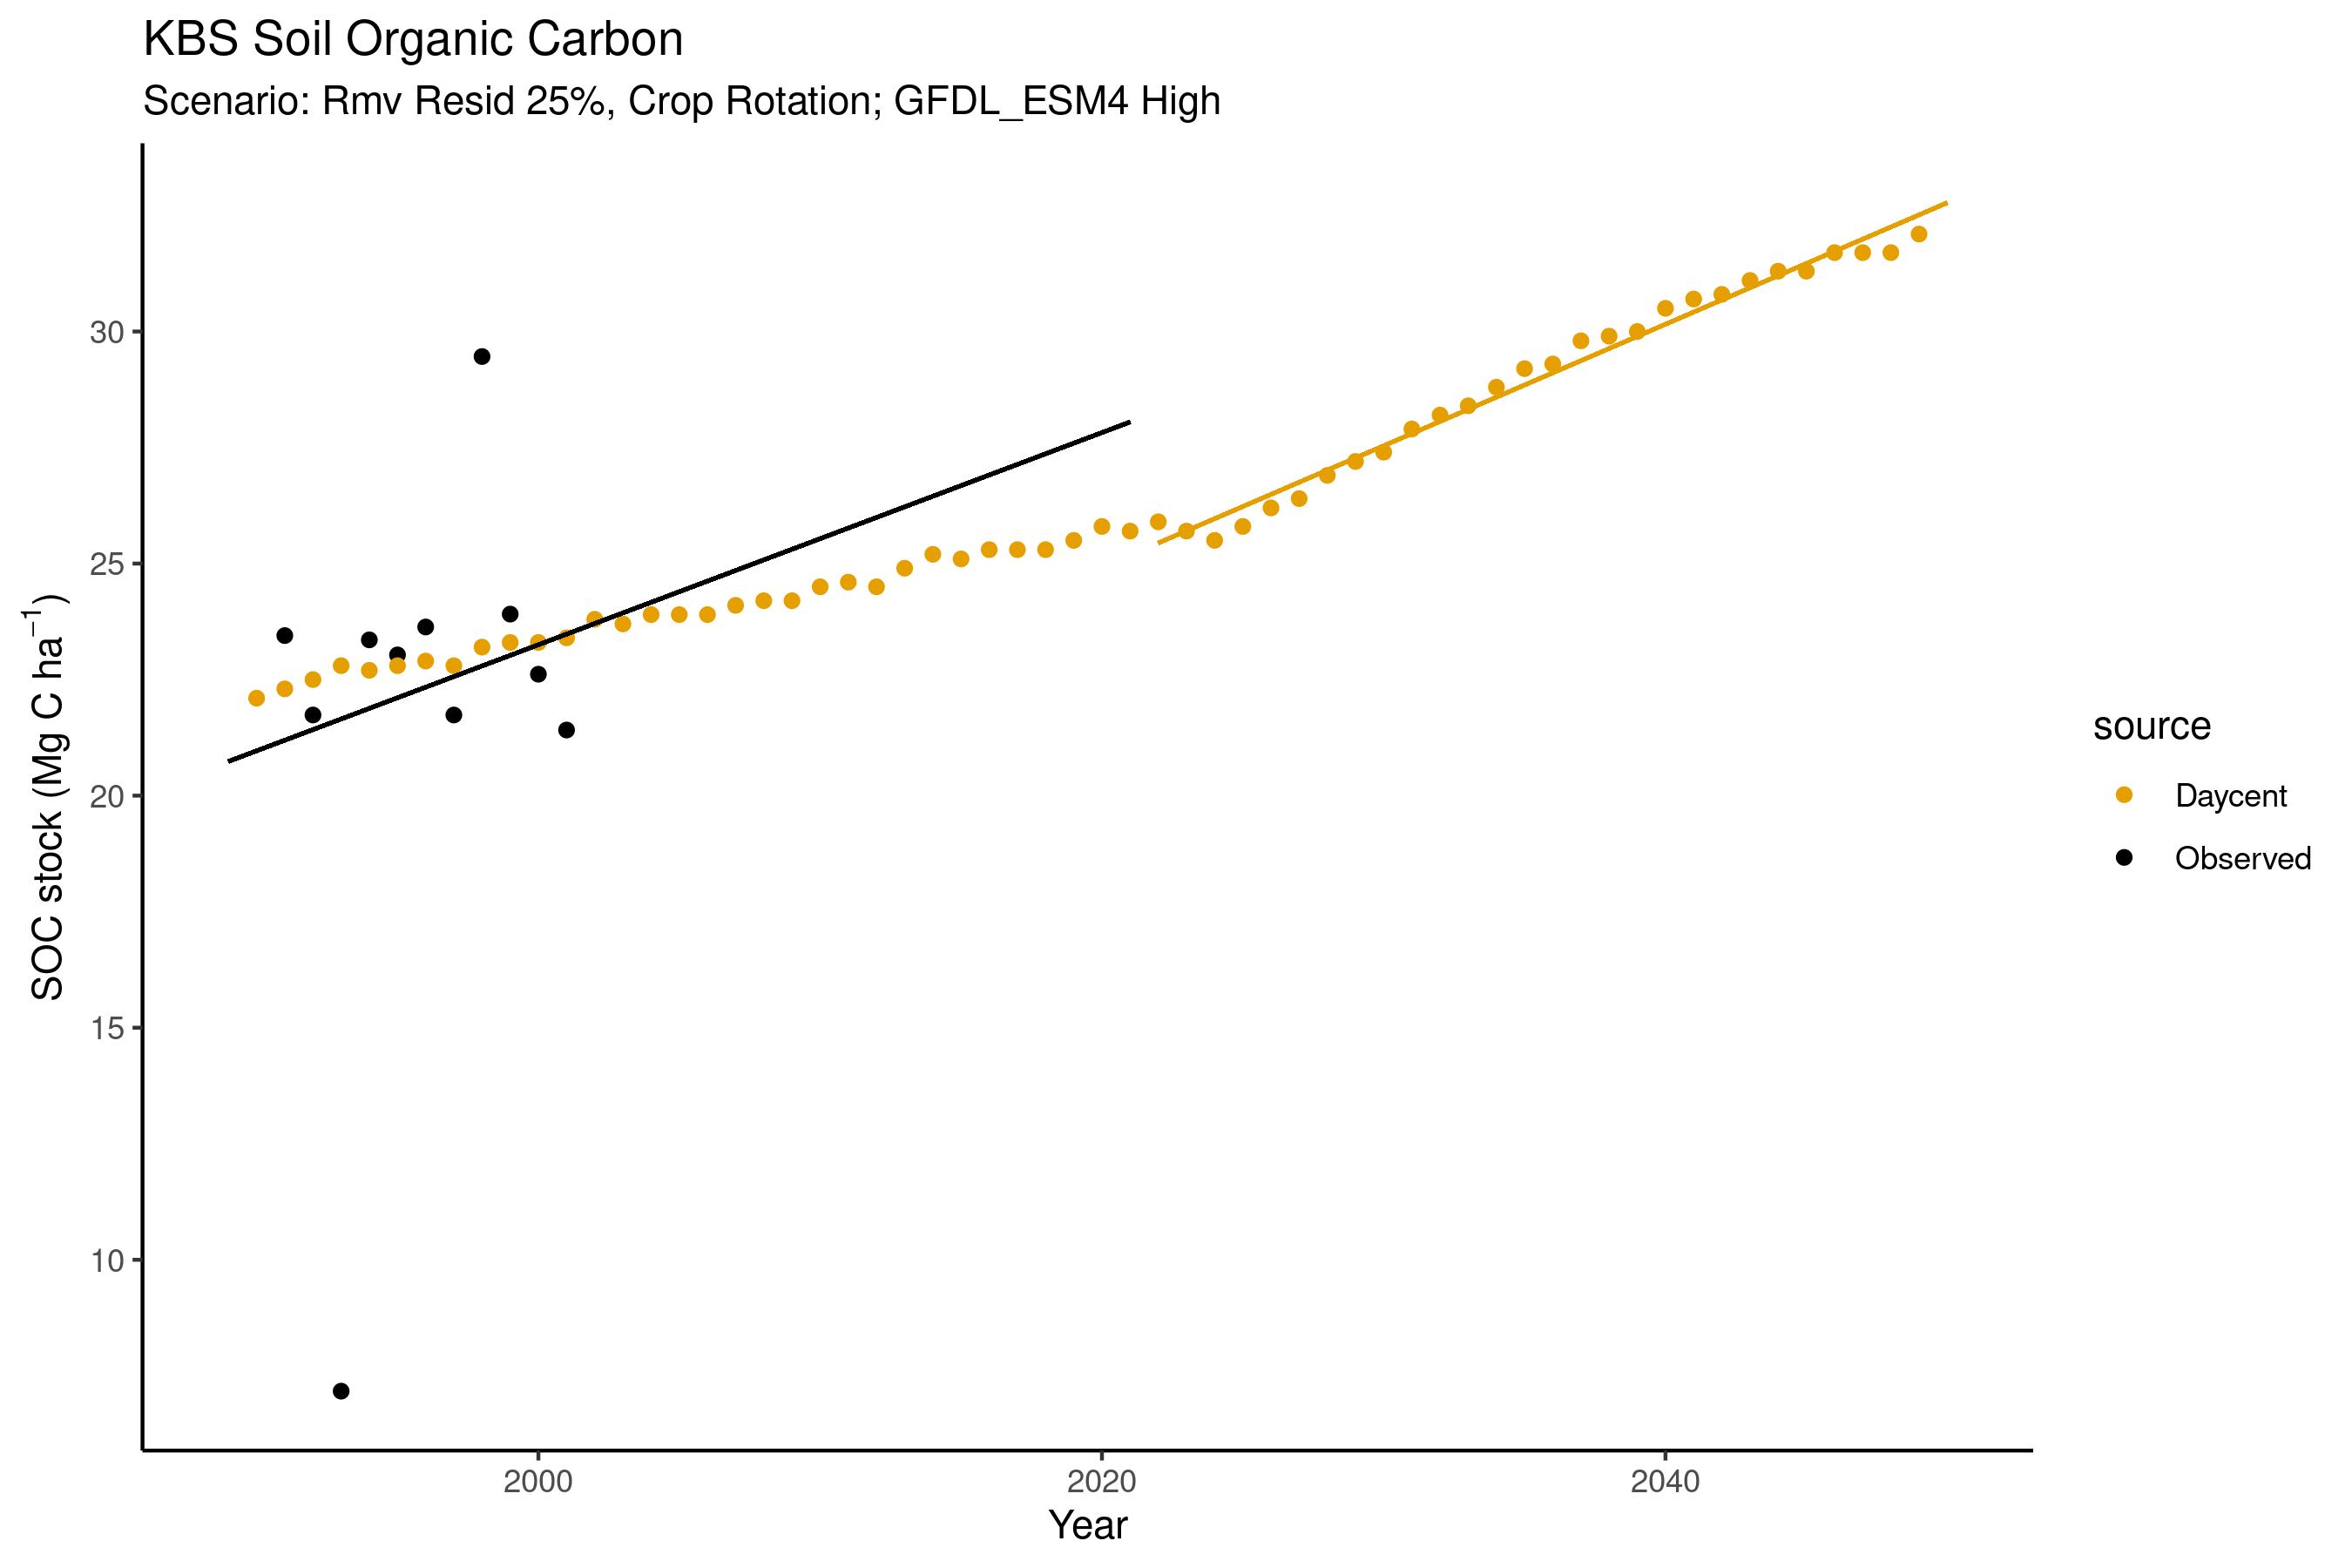 KBS Soil Organic Carbon
Scenario: Rmv Resid 25%, Crop Rotation; GFDL_ESM4 High
SOC stock (Mg C ha⁻¹)
30
25
20
15
10
2000
2020
2040
Year
source
Daycent
Observed